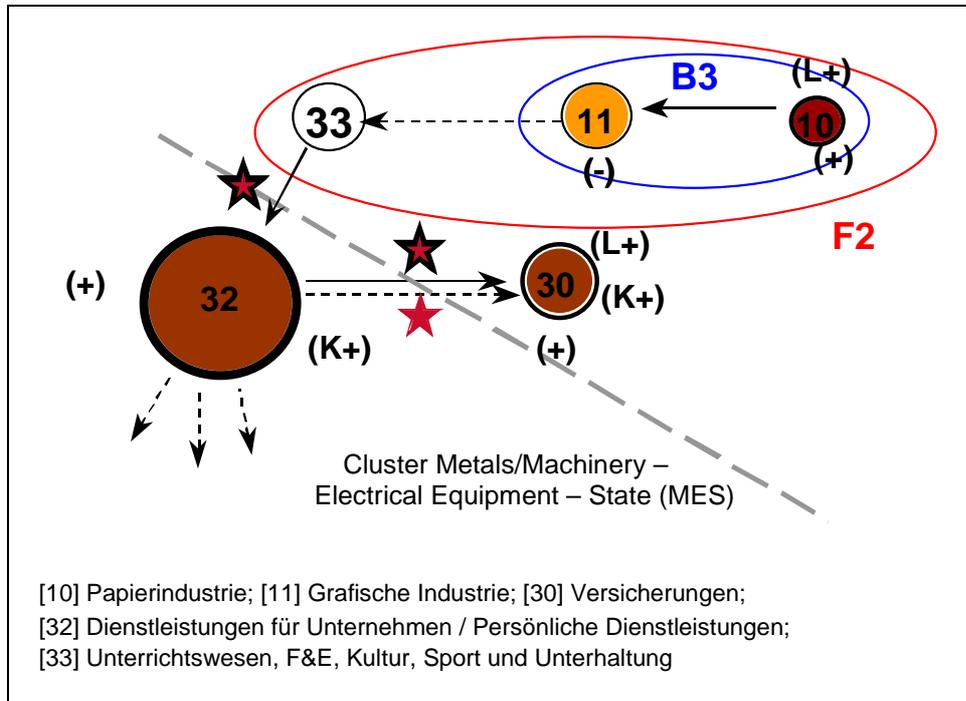 (L+)
B3
33
11
10
(-)
(+)
F2
(L+)
(+)
32
30
(K+)
(K+)
(+)
Cluster Metals/Machinery –
Electrical Equipment – State (MES)
[10] Papierindustrie; [11] Grafische Industrie; [30] Versicherungen;
[32] Dienstleistungen für Unternehmen / Persönliche Dienstleistungen;
[33] Unterrichtswesen, F&E, Kultur, Sport und Unterhaltung